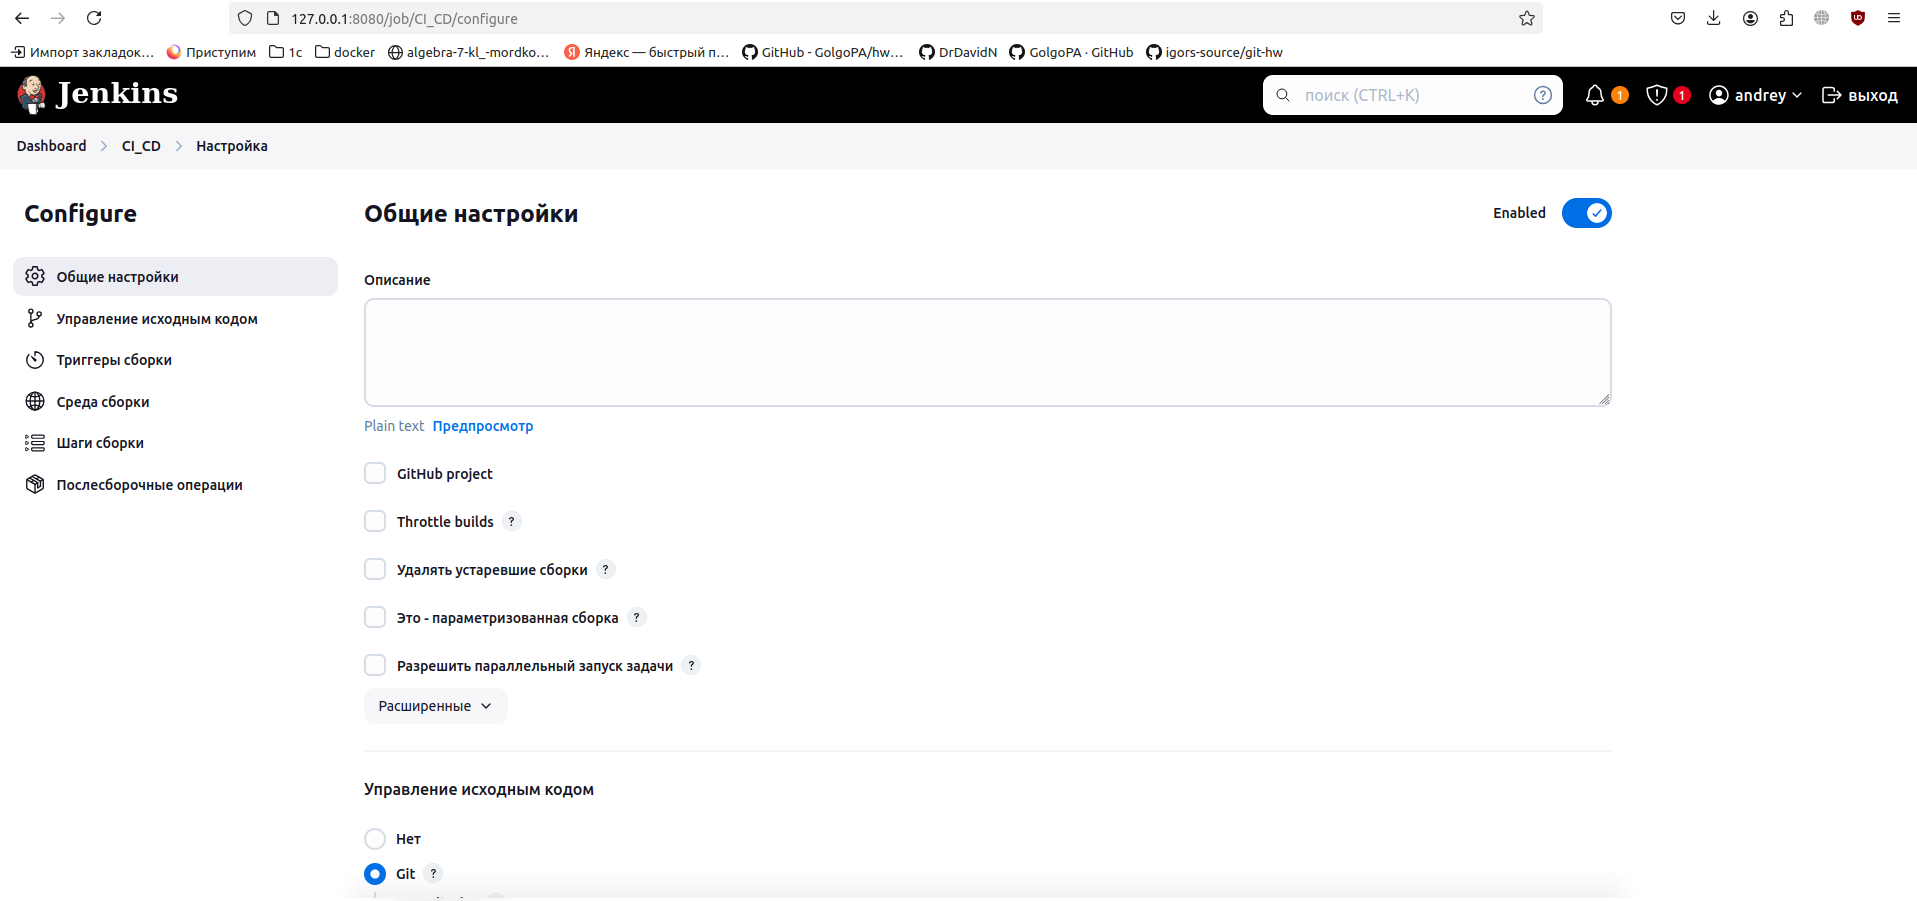 127.0.0.1:8080/job/CI_CD/configure
Импорт закладок… Приступим 1c docker algebra-7-kl_-mordko… Яндекс — быстрый п… GitHub - GolgoPA/hw… DrDavidN GolgoPA · GitHub igors-source/git-hw
Jenkins поиск (CTRL+K) ? 1 1 andrey выход
Dashboard CI_CD Настройка
Configure
Общие настройки
Управление исходным кодом
Триггеры сборки
Среда сборки
Шаги сборки
Послесборочные операции
Общие настройки Enabled
Описание
Plain text Предпросмотр
GitHub project
Throttle builds ?
Удалять устаревшие сборки ?
Это - параметризованная сборка ?
Разрешить параллельный запуск задачи ?
Расширенные
Управление исходным кодом
Нет
Git ?